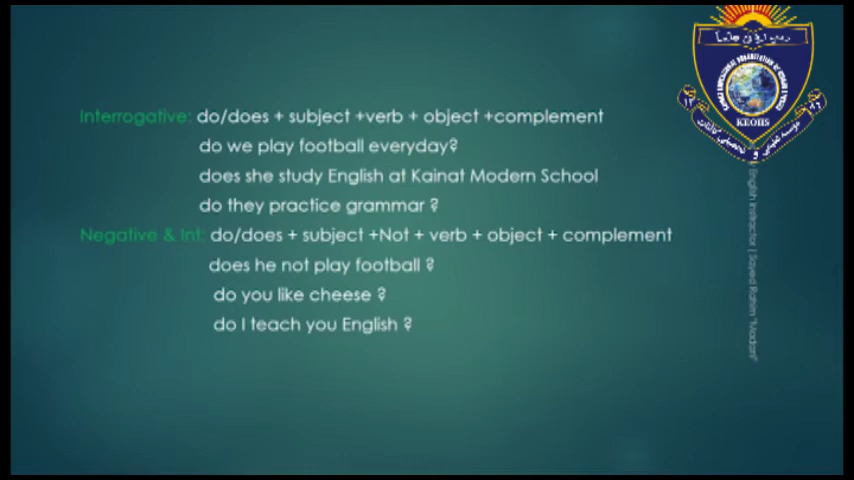 Interrogative: do/does + subject +verb + object +complement
do we play football everyday?
does she study English at Kainat Modern School
do they practice grammar ?
Negative & Int: do/does + subject +Not + verb + object + complement
does he not play football ?
do you like cheese ?
do I teach you English ?
KEOHS
English Instructor | Sayed Rahim "Madani"